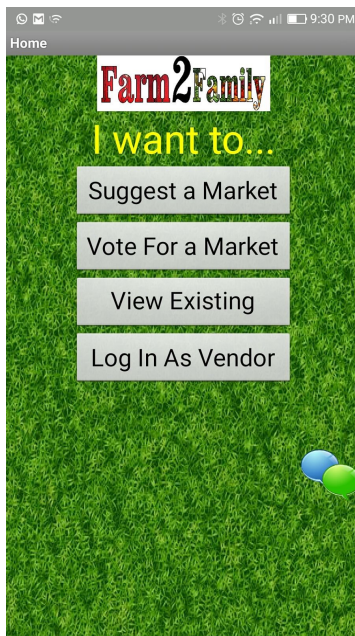 9:30 PM
Home
Farm2Family
I want to...
Suggest a Market
Vote For a Market
View Existing
Log In As Vendor